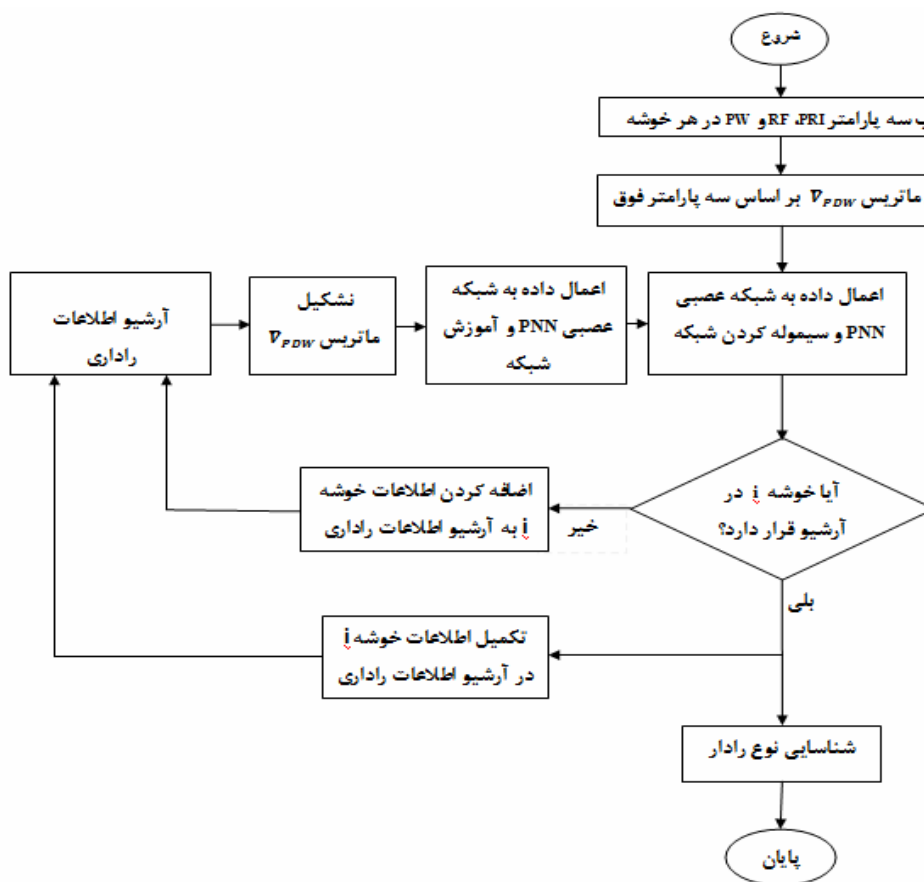 شروع
سه پارامتر RF ،PRI و PW در هر خوشه
ماتریس V̄PDW بر اساس سه پارامتر فوق
اعمال داده به شبکه عصبی
PNN و سیموله کردن شبکه
اعمال داده به شبکه
عصبی PNN و آموزش
شبکه
نشکیل
ماتریس V̄PDW
آرشیو اطلاعات
راداری
آیا خوشه i در
آرشیو قرار دارد؟
خیر
اضافه کردن اطلاعات خوشه
i به آرشیو اطلاعات راداری
بلی
تکمیل اطلاعات خوشه i
در آرشیو اطلاعات راداری
شناسایی نوع رادار
پایان